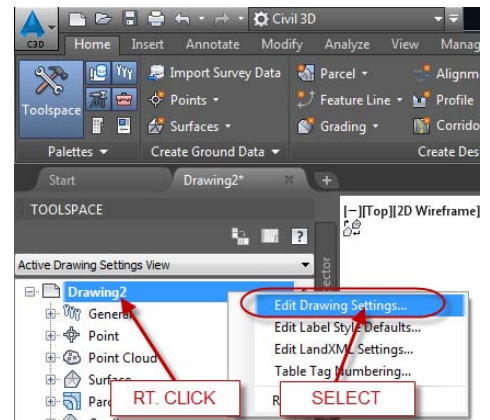 Civil 3D
C3D Home Insert Annotate Modify Analyze View Manag
Toolspace
Import Survey Data
Points
Surfaces
Parcel
Feature Line
Grading
Alignm
Profile
Corrido
Palettes Create Ground Data Create Des
Start Drawing2* +
TOOLSPACE
[−][Top][2D Wireframe]
?
Active Drawing Settings View
Drawing2
General
Point
Point Cloud
Surface
Parc
Edit Drawing Settings...
Edit Label Style Defaults...
Edit LandXML Settings...
Table Tag Numbering...
R
RT. CLICK
SELECT